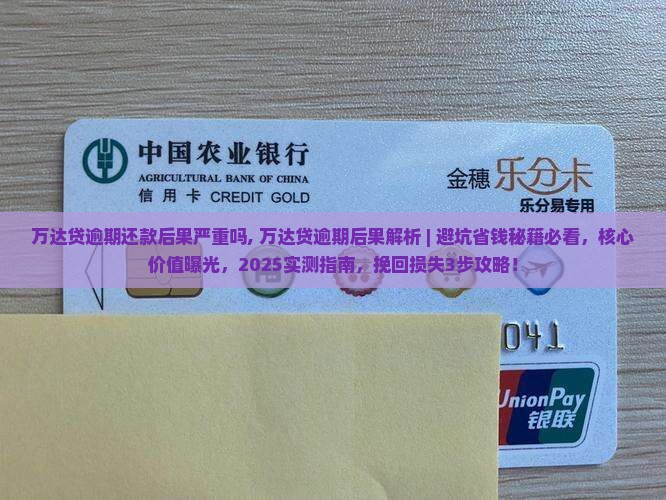 中国农业银行
AGRICULTURAL BANK OF CHINA
信用卡 CREDIT GOLD
金穗 乐分卡
乐分易专用
万达贷逾期还款后果严重吗, 万达贷逾期后果解析 | 避坑省钱秘籍必看，核心
价值曝光，2025实测指南，挽回损失3步攻略！
041
UnionPay
银联